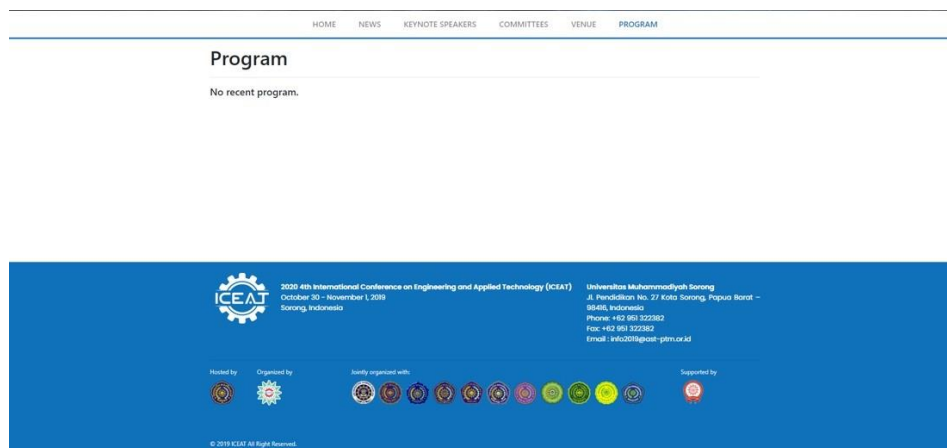 HOME NEWS KEYNOTE SPEAKERS COMMITTEES VENUE PROGRAM
Program
No recent program.
ICEAT
2020 4th International Conference on Engineering and Applied Technology (ICEAT)
October 30 - November 1, 2019
Sorong, Indonesia
Universitas Muhammadiyah Sorong
Jl. Pendidikan No. 27 Kota Sorong, Papua Barat –
98416, Indonesia
Phone: +62 951 322382
Fax: +62 951 322382
Email : info2019@ast-ptm.or.id
Hosted by Organized by Jointly organized with: Supported by
© 2019 ICEAT All Right Reserved.